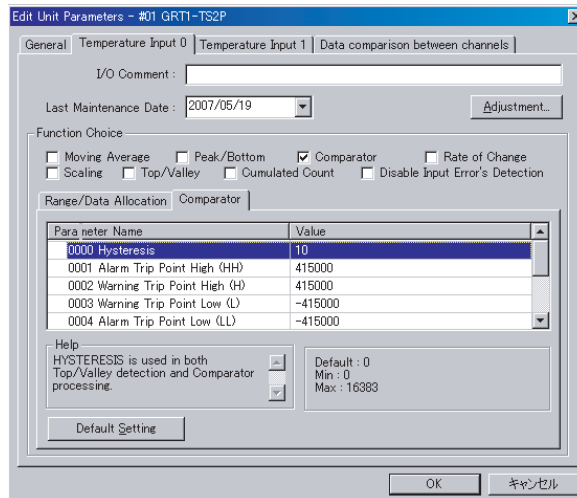 Edit Unit Parameters - #01 GRT1-TS2P
General Temperature Input 0 Temperature Input 1 Data comparison between channels
I/O Comment :
Last Maintenance Date : 2007/05/19 Adjustment...
Function Choice
Moving Average Peak/Bottom Comparator Rate of Change
Scaling Top/Valley Cumulated Count Disable Input Error's Detection
Range/Data Allocation Comparator
Parameter Name Value
0000 Hysteresis 10
0001 Alarm Trip Point High (HH) 415000
0002 Warning Trip Point High (H) 415000
0003 Warning Trip Point Low (L) -415000
0004 Alarm Trip Point Low (LL) -415000
Help
HYSTERESIS is used in both
Top/Valley detection and Comparator
processing.
Default : 0
Min : 0
Max : 16383
Default Setting
OK キャンセル